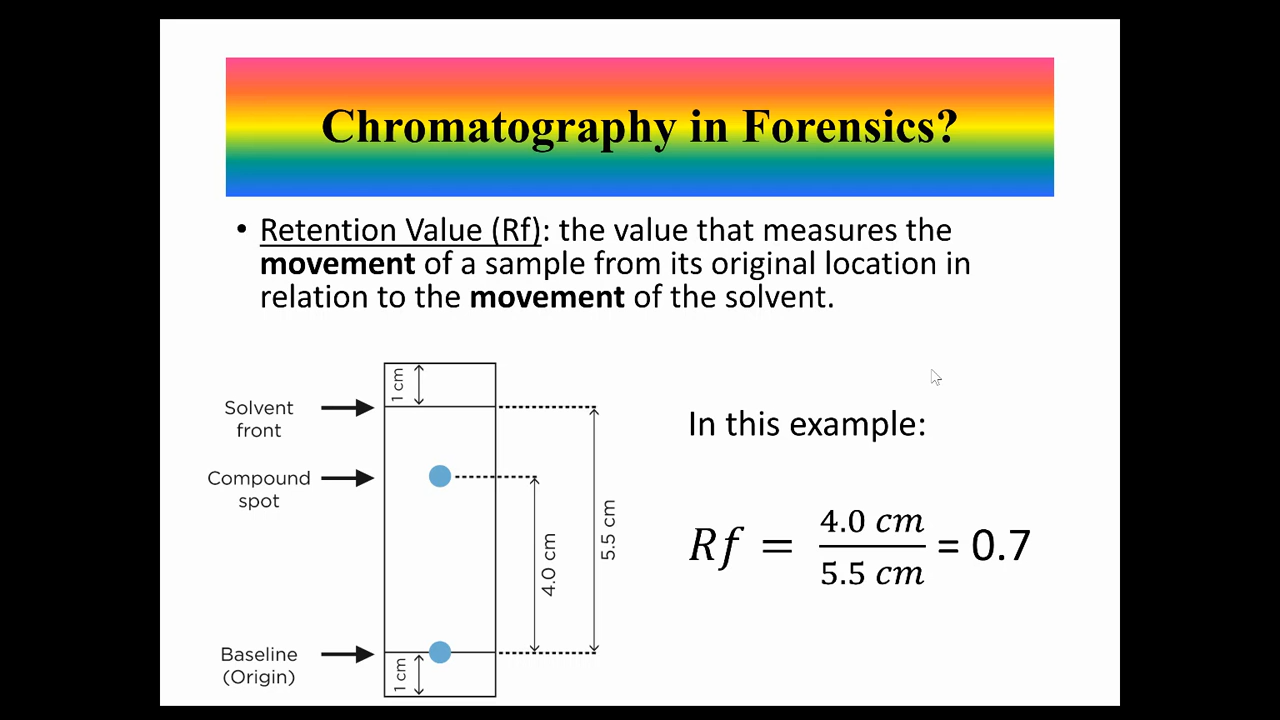 Chromatography in Forensics?
• Retention Value (Rf): the value that measures the
movement of a sample from its original location in
relation to the movement of the solvent.
1 cm
Solvent
front
Compound
spot
4.0 cm
5.5 cm
Baseline
(Origin)
1 cm
In this example:
Rf = 4.0 cm / 5.5 cm = 0.7